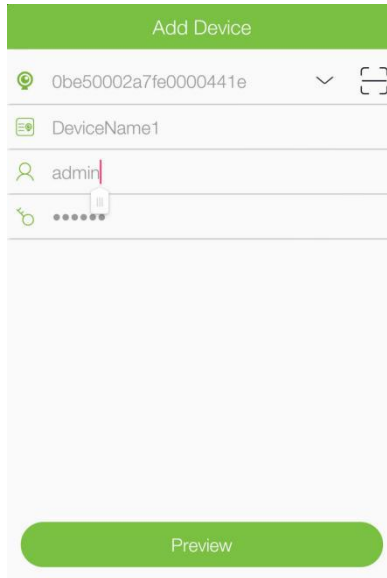 Add Device
0be50002a7fe0000441e
DeviceName1
admin
••••••
Preview